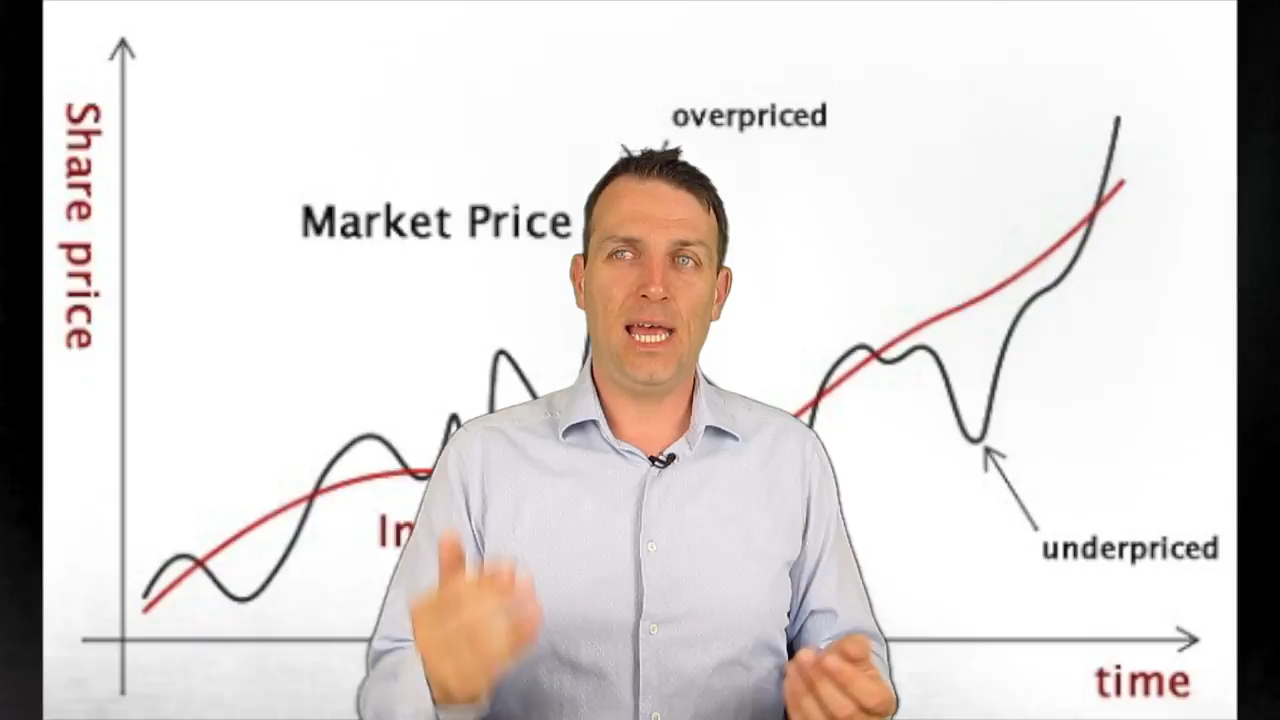 overpriced
Market Price
Share price
In
underpriced
time